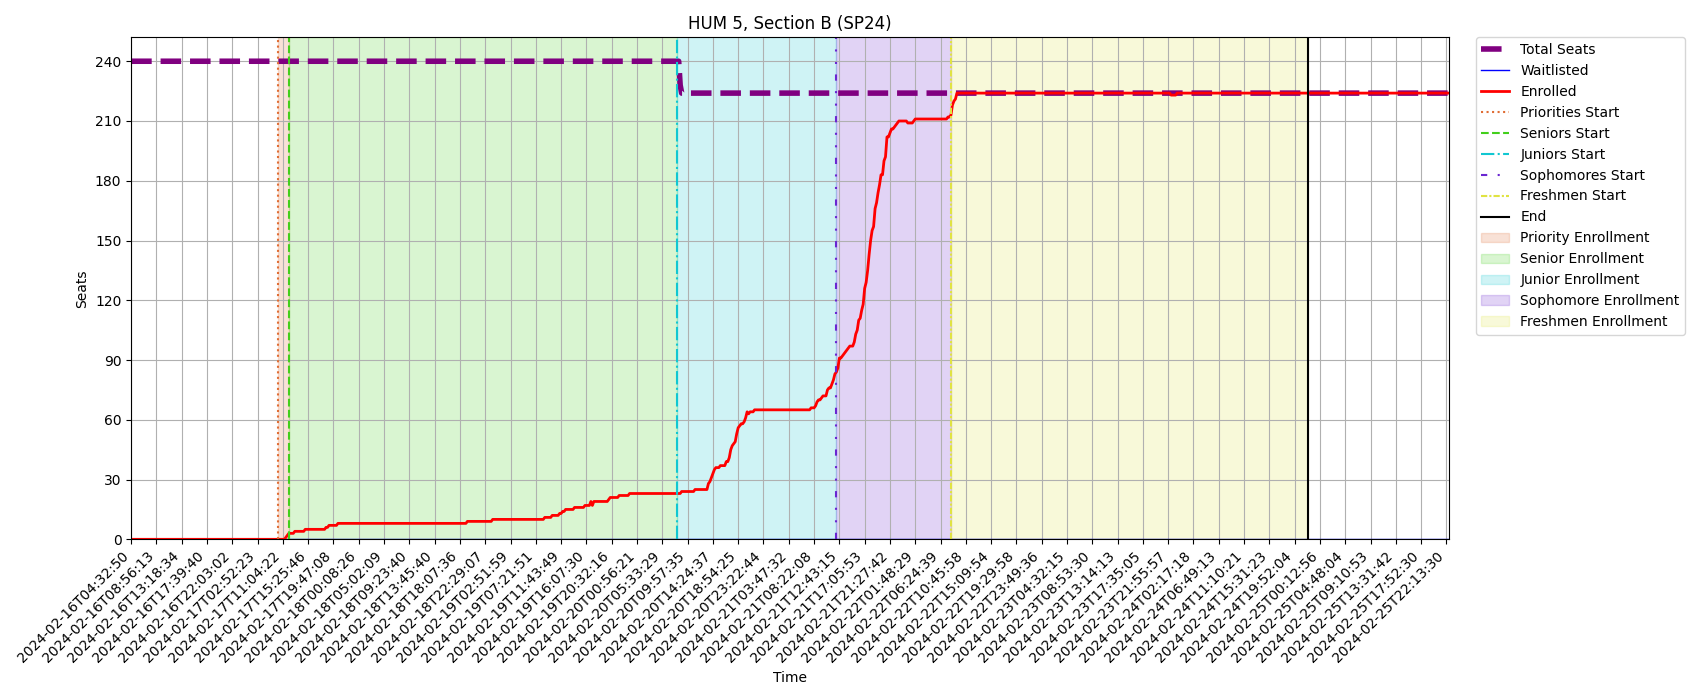 HUM 5, Section B (SP24)
Seats
240
210
180
150
120
90
60
30
0
2024-02-16T04:32:50
2024-02-16T08:56:13
2024-02-16T13:18:34
2024-02-16T17:39:40
2024-02-16T22:03:02
2024-02-17T02:52:23
2024-02-17T11:04:22
2024-02-17T15:25:46
2024-02-17T19:47:08
2024-02-18T00:08:26
2024-02-18T05:02:09
2024-02-18T09:23:40
2024-02-18T13:45:40
2024-02-18T18:07:36
2024-02-18T22:29:07
2024-02-19T02:51:59
2024-02-19T07:21:51
2024-02-19T11:43:49
2024-02-19T16:07:30
2024-02-19T20:32:16
2024-02-20T00:56:21
2024-02-20T05:33:29
2024-02-20T09:57:35
2024-02-20T14:24:37
2024-02-20T18:54:25
2024-02-20T23:22:44
2024-02-21T03:47:32
2024-02-21T08:22:08
2024-02-21T12:43:15
2024-02-21T17:05:53
2024-02-21T21:27:42
2024-02-22T01:48:29
2024-02-22T06:24:39
2024-02-22T10:45:58
2024-02-22T15:09:54
2024-02-22T19:29:58
2024-02-22T23:49:36
2024-02-23T04:32:15
2024-02-23T08:53:30
2024-02-23T13:14:13
2024-02-23T17:35:05
2024-02-23T21:55:57
2024-02-24T02:17:18
2024-02-24T06:49:13
2024-02-24T11:10:21
2024-02-24T15:31:23
2024-02-24T19:52:04
2024-02-25T00:12:56
2024-02-25T04:48:04
2024-02-25T09:10:53
2024-02-25T13:31:42
2024-02-25T17:52:30
2024-02-25T22:13:30
Time
Total Seats
Waitlisted
Enrolled
Priorities Start
Seniors Start
Juniors Start
Sophomores Start
Freshmen Start
End
Priority Enrollment
Senior Enrollment
Junior Enrollment
Sophomore Enrollment
Freshmen Enrollment